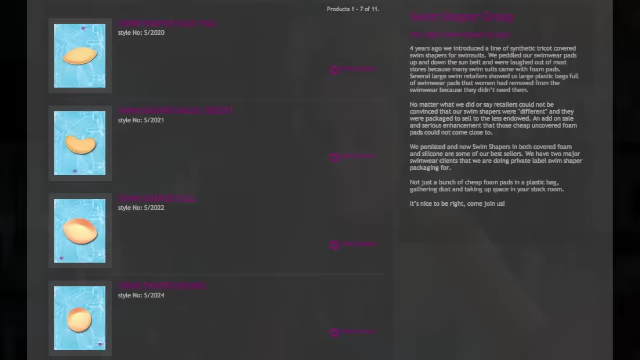 Products 1 - 7 of 11.
style No: S/2020
style No: S/2021
style No: S/2022
style No: S/2024
4 years ago we introduced a line of synthetic tricot covered
swim shapers for swimsuits. We peddled our swimwear pads
up and down the sun belt and were laughed out of most
stores because many swim suits came with foam pads.
Several large swim retailers showed us large plastic bags full
of swimwear pads that women had removed from the
swimwear because they didn't need them.
No matter what we did or say retailers could not be
convinced that our swim shapers were "different" and they
were packaged to sell to the less endowed. An add on sale
and serious enhancement that those cheap uncovered foam
pads could not come close to.
We persisted and now Swim Shapers in both covered foam
and silicone are some of our best sellers. We have two major
swimwear clients that we are doing private label swim shaper
packaging for.
Not just a bunch of cheap foam pads in a plastic bag,
gathering dust and taking up space in your stock room.
It's nice to be right, come join us!